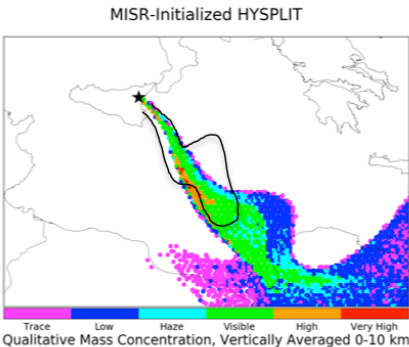 MISR-Initialized HYSPLIT
Trace Low Haze Visible High Very High
Qualitative Mass Concentration, Vertically Averaged 0-10 km